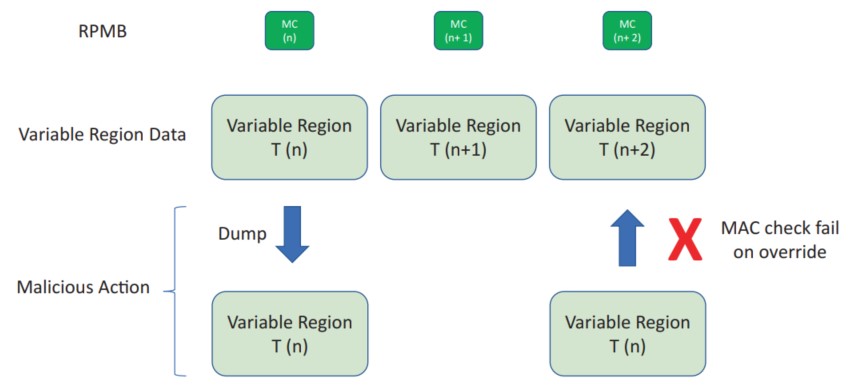 RPMB
MC
(n)
MC
(n+ 1)
MC
(n+ 2)
Variable Region Data
Variable Region
T (n)
Variable Region
T (n+1)
Variable Region
T (n+2)
Dump
X
MAC check fail
on override
Malicious Action
Variable Region
T (n)
Variable Region
T (n)